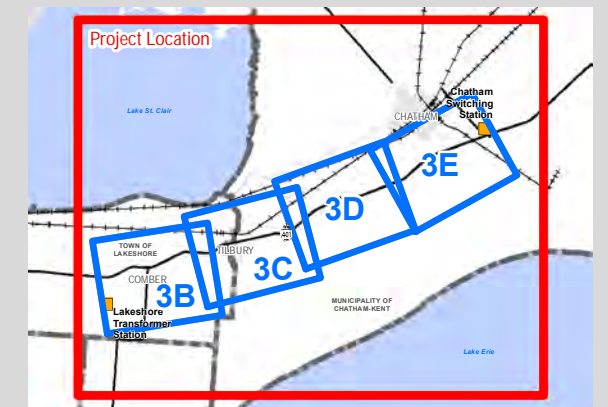 Project Location
Lake St. Clair
Chatham
Switching
Station
CHATHAM
3E
3D
401
TILBURY
3C
TOWN OF
LAKESHORE
COMBER
3B
Lakeshore
Transformer
Station
MUNICIPALITY OF
CHATHAM-KENT
Lake Erie